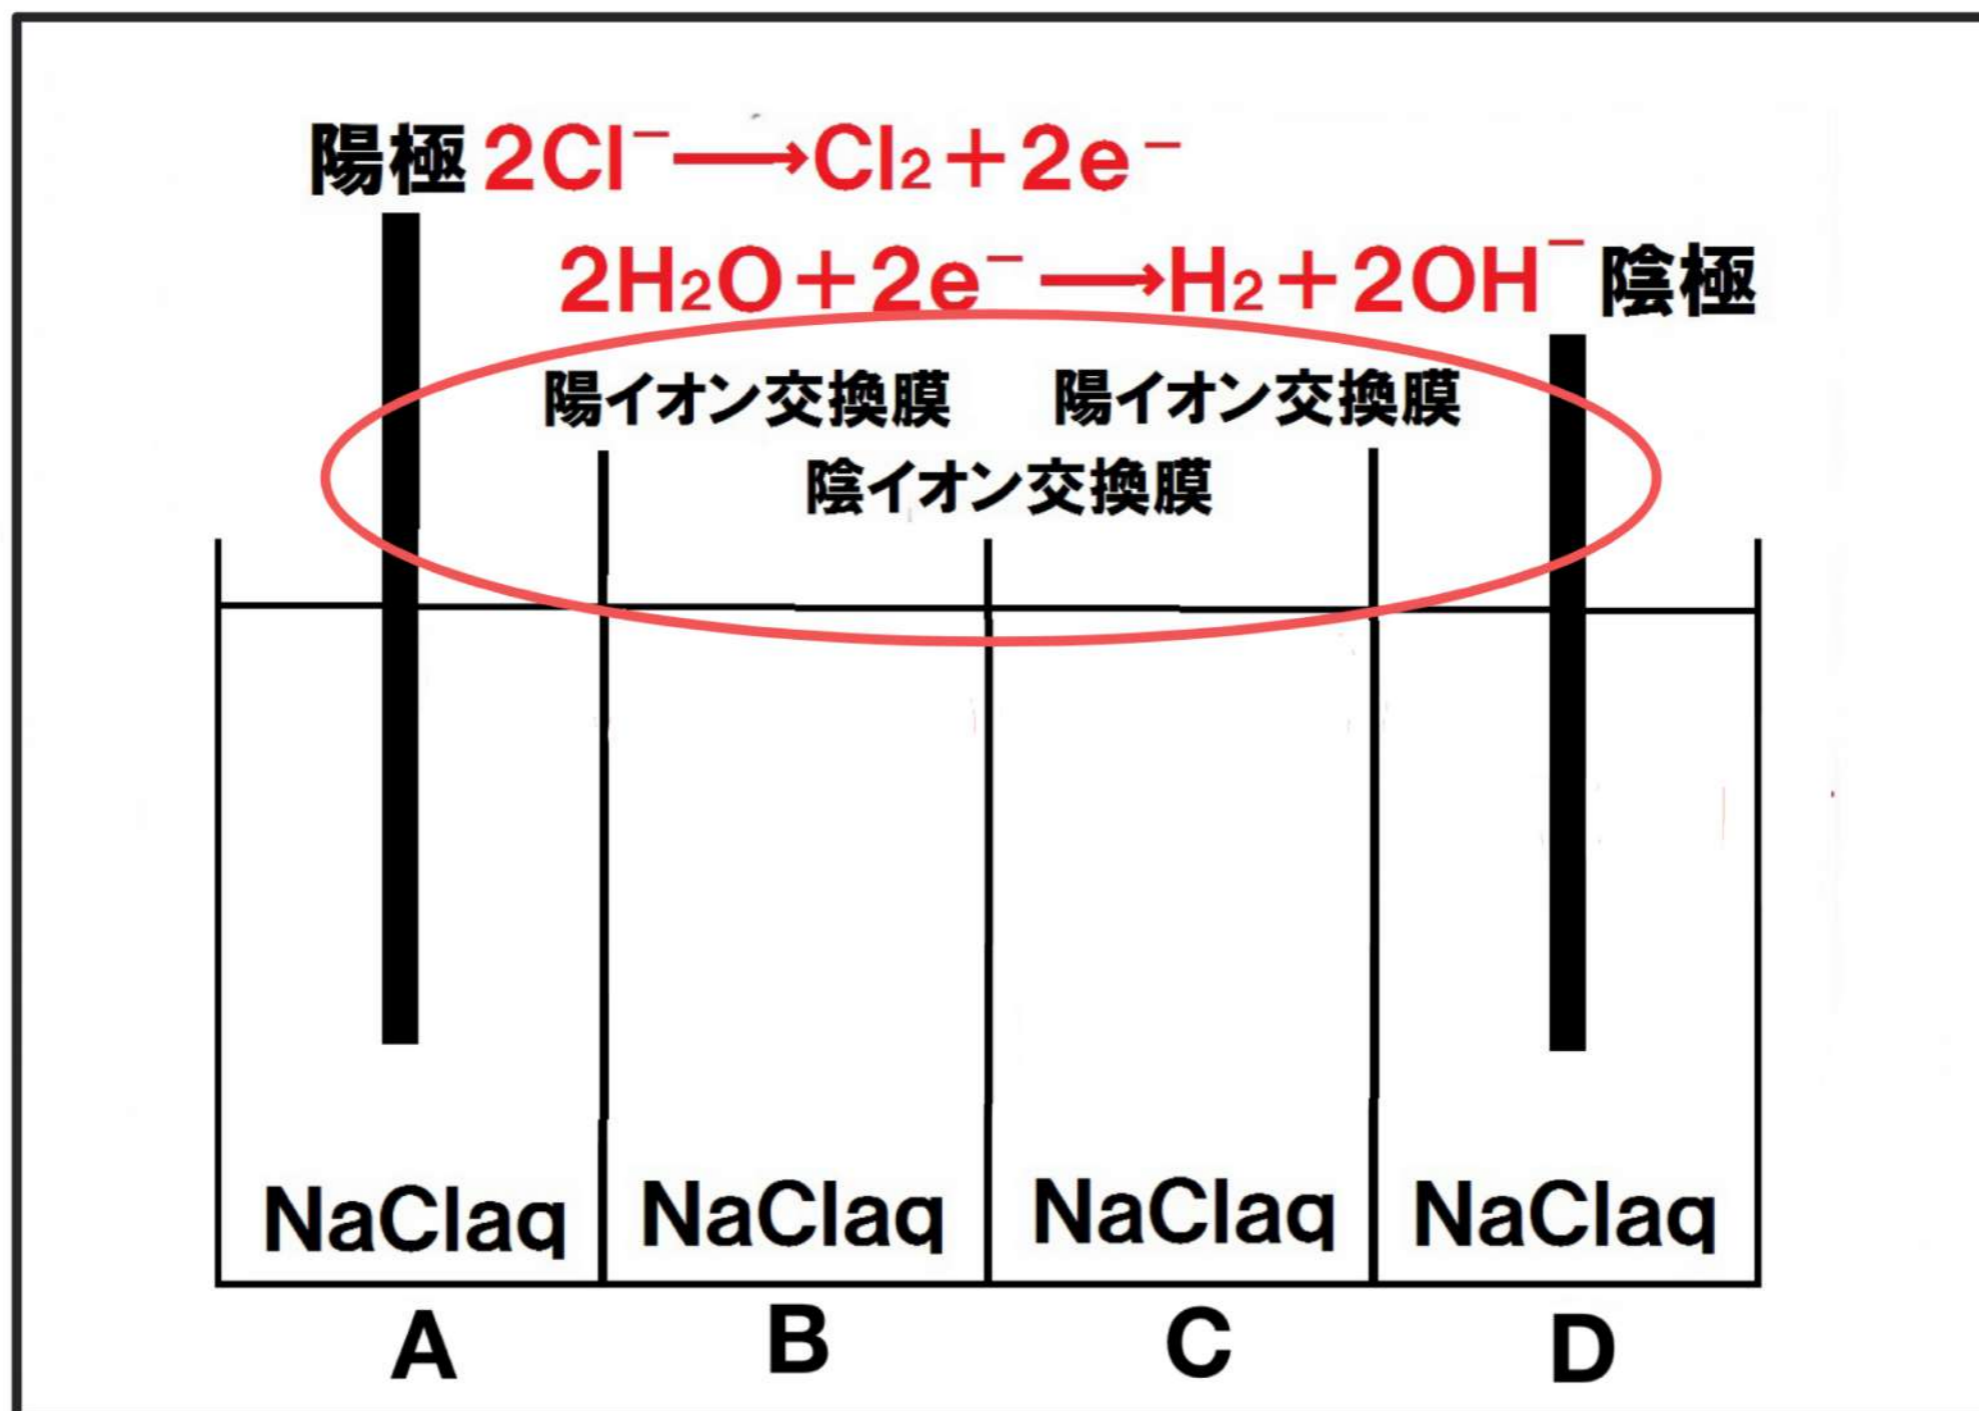 陽極 2Cl⁻⟶Cl₂+2e⁻
2H₂O+2e⁻⟶H₂+2OH⁻ 陰極
陽イオン交換膜 陽イオン交換膜
陰イオン交換膜
NaClaq NaClaq NaClaq NaClaq
A B C D